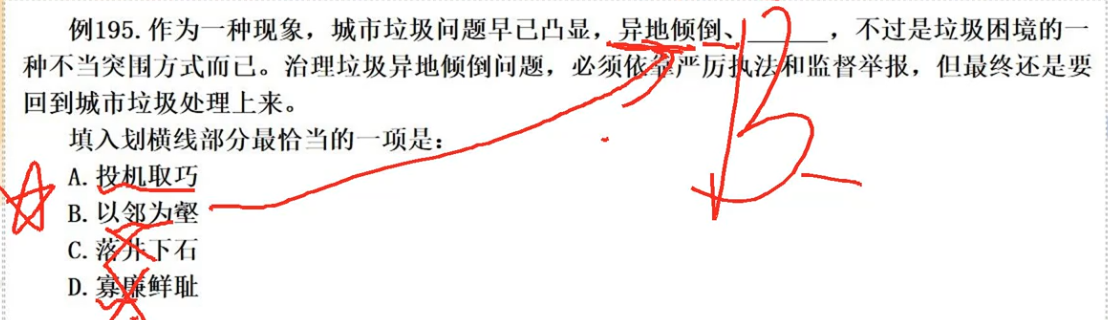 例195.作为一种现象，城市垃圾问题早已凸显，异地倾倒、______，不过是垃圾困境的一
种不当突围方式而已。治理垃圾异地倾倒问题，必须依靠严厉执法和监督举报，但最终还是要
回到城市垃圾处理上来。
填入划横线部分最恰当的一项是：
A.投机取巧
B.以邻为壑
C.落井下石
D.寡廉鲜耻
B